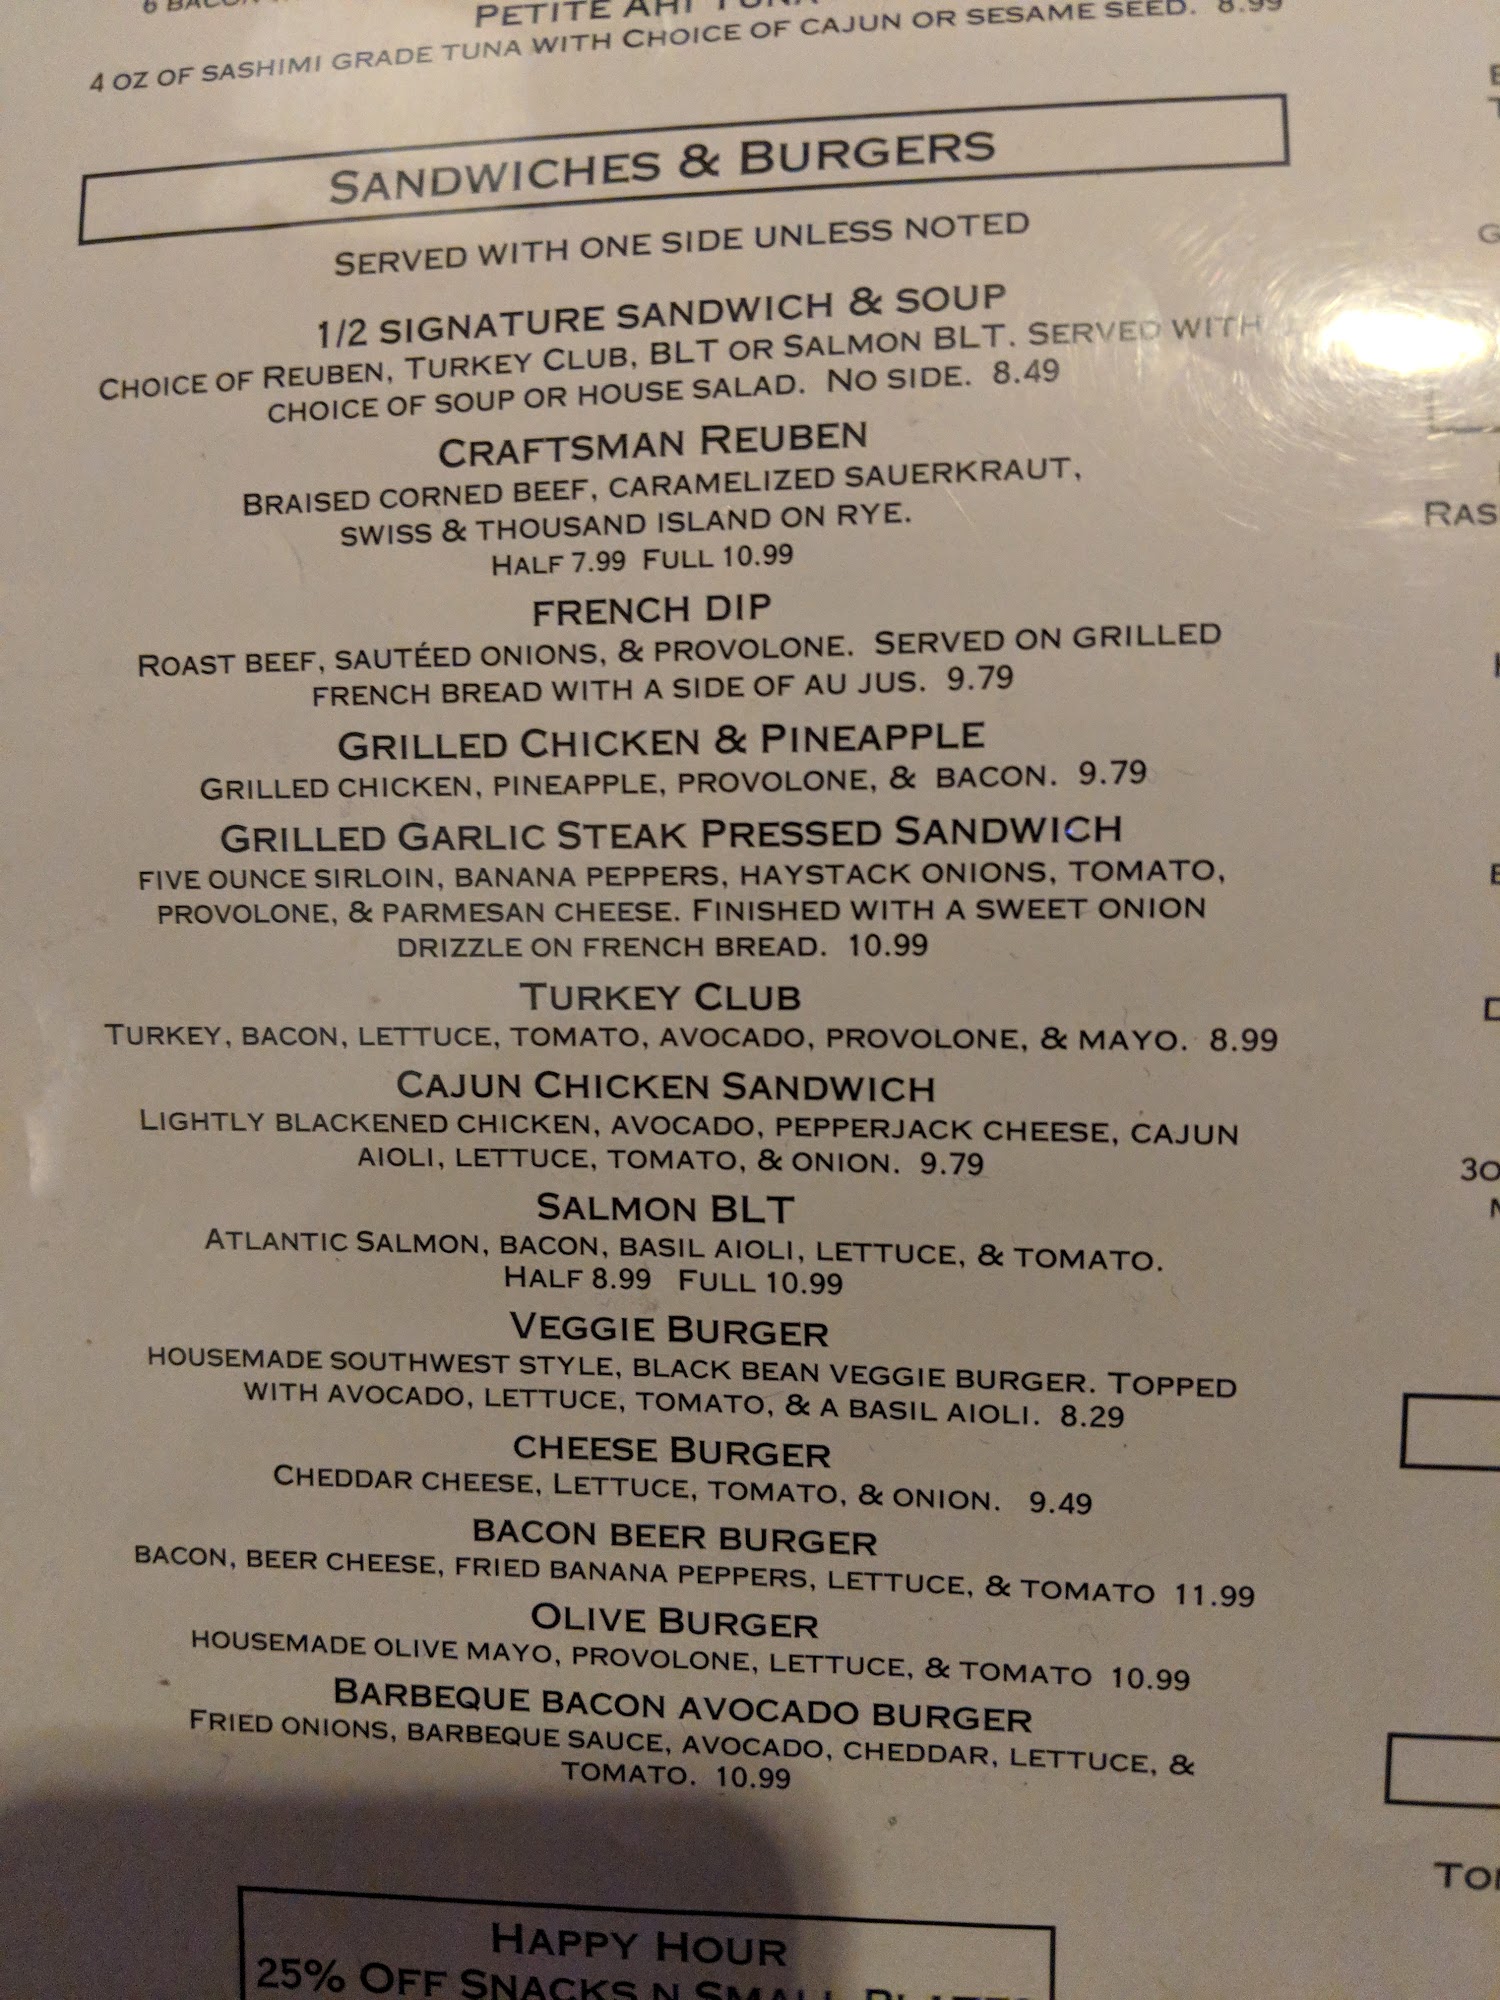 PETITE AHI
4 OZ OF SASHIMI GRADE TUNA WITH CHOICE OF CAJUN OR SESAME SEED. 8.99
SANDWICHES & BURGERS
SERVED WITH ONE SIDE UNLESS NOTED
1/2 SIGNATURE SANDWICH & SOUP
CHOICE OF REUBEN, TURKEY CLUB, BLT OR SALMON BLT. SERVED WITH
CHOICE OF SOUP OR HOUSE SALAD. NO SIDE. 8.49
CRAFTSMAN REUBEN
BRAISED CORNED BEEF, CARAMELIZED SAUERKRAUT,
SWISS & THOUSAND ISLAND ON RYE.
HALF 7.99 FULL 10.99
FRENCH DIP
ROAST BEEF, SAUTÉED ONIONS, & PROVOLONE. SERVED ON GRILLED
FRENCH BREAD WITH A SIDE OF AU JUS. 9.79
GRILLED CHICKEN & PINEAPPLE
GRILLED CHICKEN, PINEAPPLE, PROVOLONE, & BACON. 9.79
GRILLED GARLIC STEAK PRESSED SANDWICH
FIVE OUNCE SIRLOIN, BANANA PEPPERS, HAYSTACK ONIONS, TOMATO,
PROVOLONE, & PARMESAN CHEESE. FINISHED WITH A SWEET ONION
DRIZZLE ON FRENCH BREAD. 10.99
TURKEY CLUB
TURKEY, BACON, LETTUCE, TOMATO, AVOCADO, PROVOLONE, & MAYO. 8.99
CAJUN CHICKEN SANDWICH
LIGHTLY BLACKENED CHICKEN, AVOCADO, PEPPERJACK CHEESE, CAJUN
AIOLI, LETTUCE, TOMATO, & ONION. 9.79
SALMON BLT
ATLANTIC SALMON, BACON, BASIL AIOLI, LETTUCE, & TOMATO.
HALF 8.99 FULL 10.99
VEGGIE BURGER
HOUSEMADE SOUTHWEST STYLE, BLACK BEAN VEGGIE BURGER. TOPPED
WITH AVOCADO, LETTUCE, TOMATO, & A BASIL AIOLI. 8.29
CHEESE BURGER
CHEDDAR CHEESE, LETTUCE, TOMATO, & ONION. 9.49
BACON BEER BURGER
BACON, BEER CHEESE, FRIED BANANA PEPPERS, LETTUCE, & TOMATO 11.99
OLIVE BURGER
HOUSEMADE OLIVE MAYO, PROVOLONE, LETTUCE, & TOMATO 10.99
BARBEQUE BACON AVOCADO BURGER
FRIED ONIONS, BARBEQUE SAUCE, AVOCADO, CHEDDAR, LETTUCE, &
TOMATO. 10.99
HAPPY HOUR
25% OFF SNACKS N SMALL
RAS